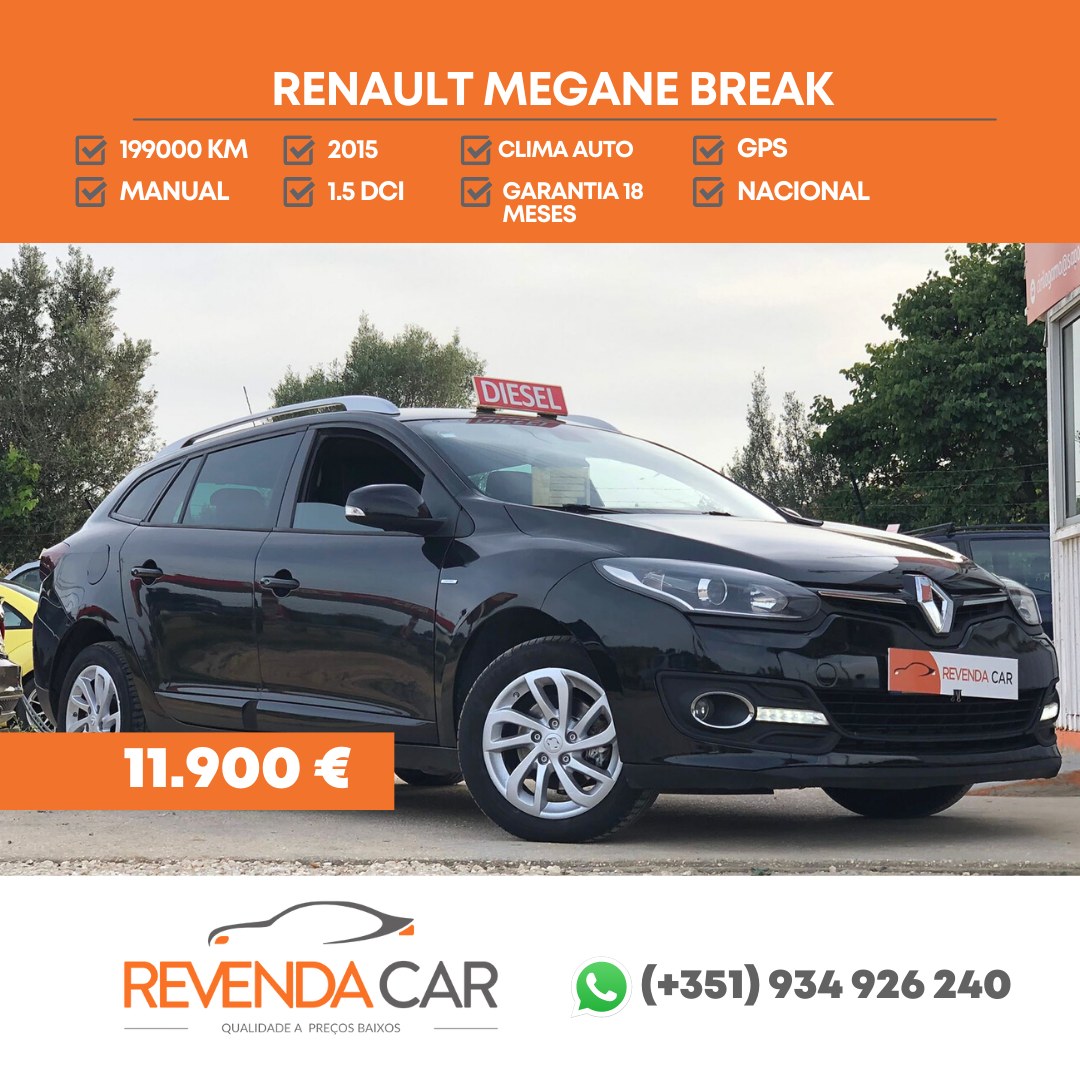 RENAULT MEGANE BREAK
199000 KM
2015
CLIMA AUTO
GPS
MANUAL
1.5 DCI
GARANTIA 18
MESES
NACIONAL
DIESEL
REVENDA CAR
11.900 €
REVENDA CAR
QUALIDADE A PREÇOS BAIXOS
(+351) 934 926 240